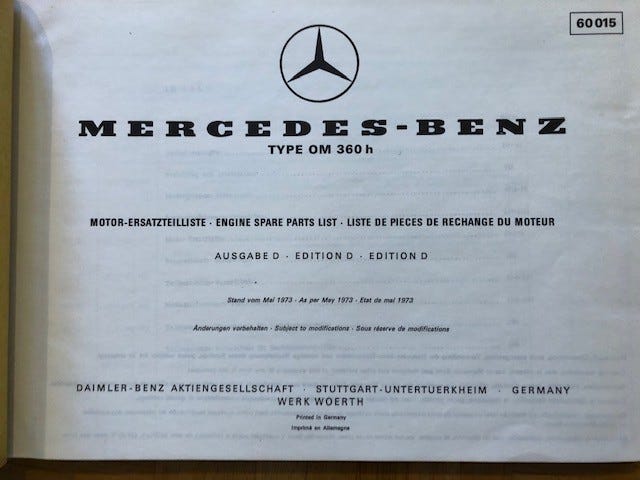 60 015
MERCEDES-BENZ
TYPE OM 360 h
MOTOR-ERSATZTEILLISTE · ENGINE SPARE PARTS LIST · LISTE DE PIECES DE RECHANGE DU MOTEUR
AUSGABE D · EDITION D · EDITION D
Stand vom Mai 1973 · As per May 1973 · Etat de mai 1973
Änderungen vorbehalten · Subject to modifications · Sous réserve de modifications
DAIMLER-BENZ AKTIENGESELLSCHAFT · STUTTGART-UNTERTUERKHEIM · GERMANY
WERK WOERTH
Printed in Germany
Imprimé en Allemagne